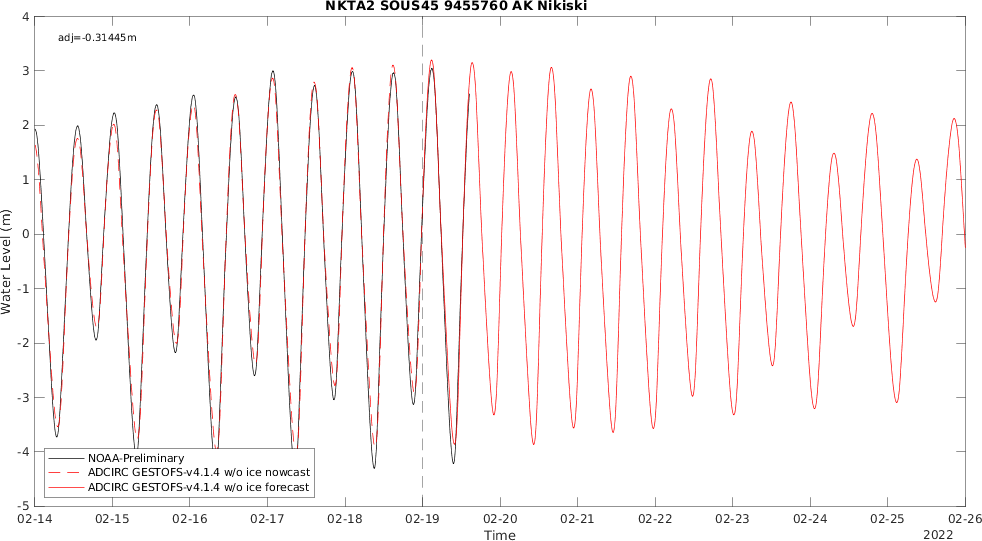 NKTA2 SOUS45 9455760 AK Nikiski
adj=-0.31445m
4
3
2
1
0
-1
-2
-3
-4
-5
Water Level (m)
NOAA-Preliminary
ADCIRC GESTOFS-v4.1.4 w/o ice nowcast
ADCIRC GESTOFS-v4.1.4 w/o ice forecast
02-14 02-15 02-16 02-17 02-18 02-19 02-20 02-21 02-22 02-23 02-24 02-25 02-26
Time
2022